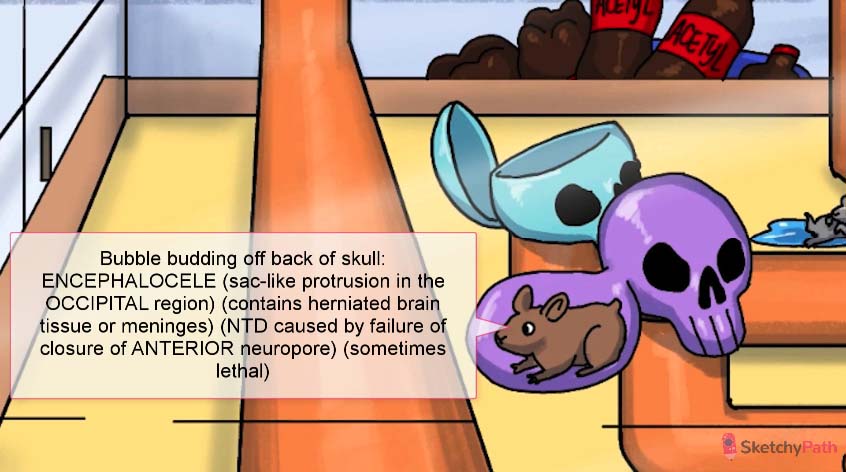 ACETYL
ACETYL
Bubble budding off back of skull:
ENCEPHALOCELE (sac-like protrusion in the
OCCIPITAL region) (contains herniated brain
tissue or meninges) (NTD caused by failure of
closure of ANTERIOR neuropore) (sometimes
lethal)
SketchyPath